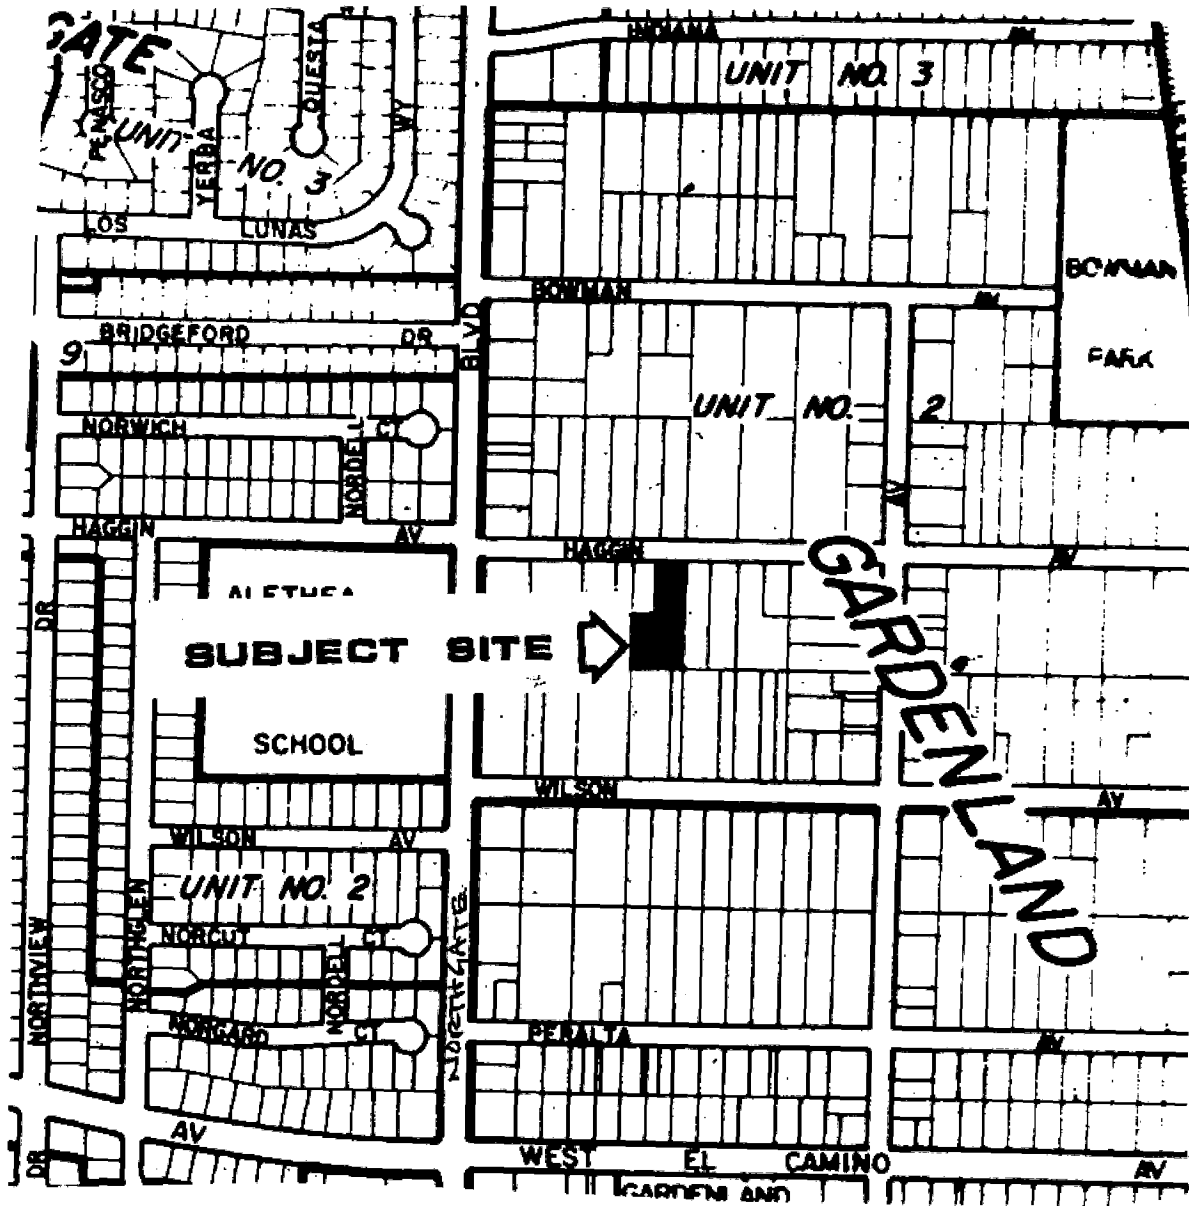 GATE
INDIANA AV
UNIT NO. 3
PENASCO
UNIT NO. 3
YERBA
QUESTA
WY
LOS LUNAS
BOWMAN AV
BOWMAN
PARK
BRIDGEFORD DR
BLVD
9
UNIT NO. 2
NORWICH CT
NORDELL
AV
HAGGIN AV
HAGGIN AV
GARDENLAND
ALETHEA
DR
SUBJECT SITE
SCHOOL
WILSON AV
WILSON AV
UNIT NO. 2
NORTHGATE
NORTHGLEN
NORTHVIEW
NORCUT CT
NORDELL
NORGARD CT
PERALTA AV
AV
WEST EL CAMINO AV
DR
GARDENLAND